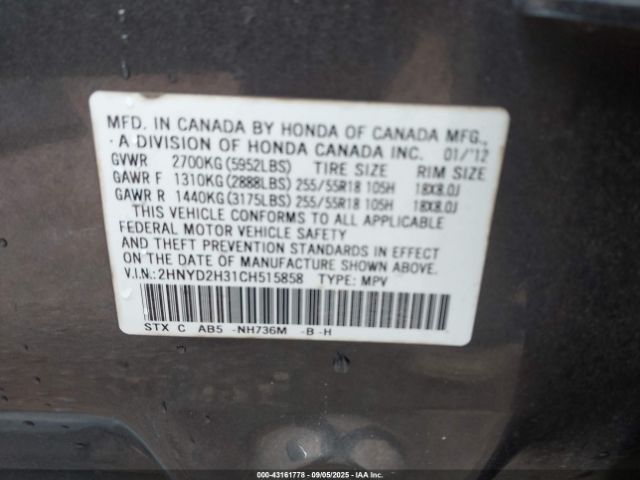 MFD. IN CANADA BY HONDA OF CANADA MFG.,
A DIVISION OF HONDA CANADA INC. 01/'12
GVWR 2700KG(5952LBS) TIRE SIZE RIM SIZE
GAWR F 1310KG(2888LBS) 255/55R18 105H 18X8.0J
GAWR R 1440KG(3175LBS) 255/55R18 105H 18X8.0J
THIS VEHICLE CONFORMS TO ALL APPLICABLE
FEDERAL MOTOR VEHICLE SAFETY
AND THEFT PREVENTION STANDARDS IN EFFECT
ON THE DATE OF MANUFACTURE SHOWN ABOVE.
V.I.N.: 2HNYD2H31CH515858 TYPE: MPV
STX C AB5 -NH736M -B -H
000-43161778 - 09/05/2025 - IAA Inc.